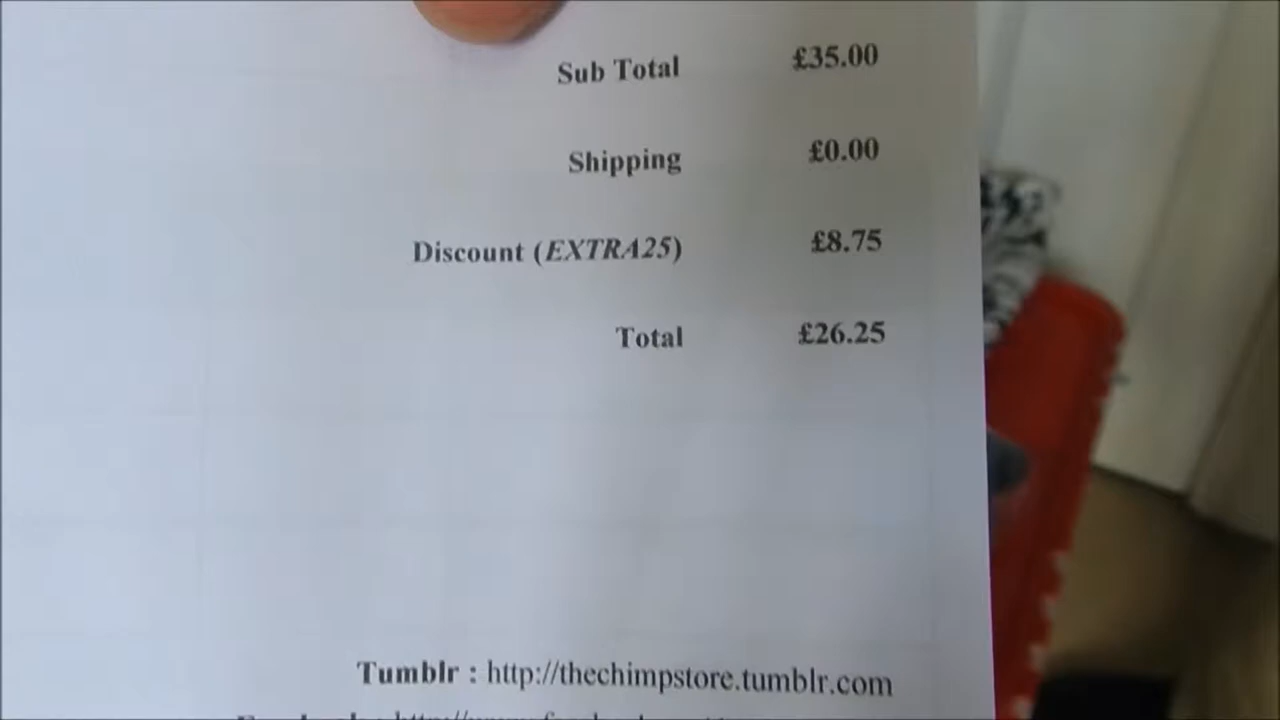 Sub Total £35.00
Shipping £0.00
Discount (EXTRA25) £8.75
Total £26.25
Tumblr : http://thechimpstore.tumblr.com